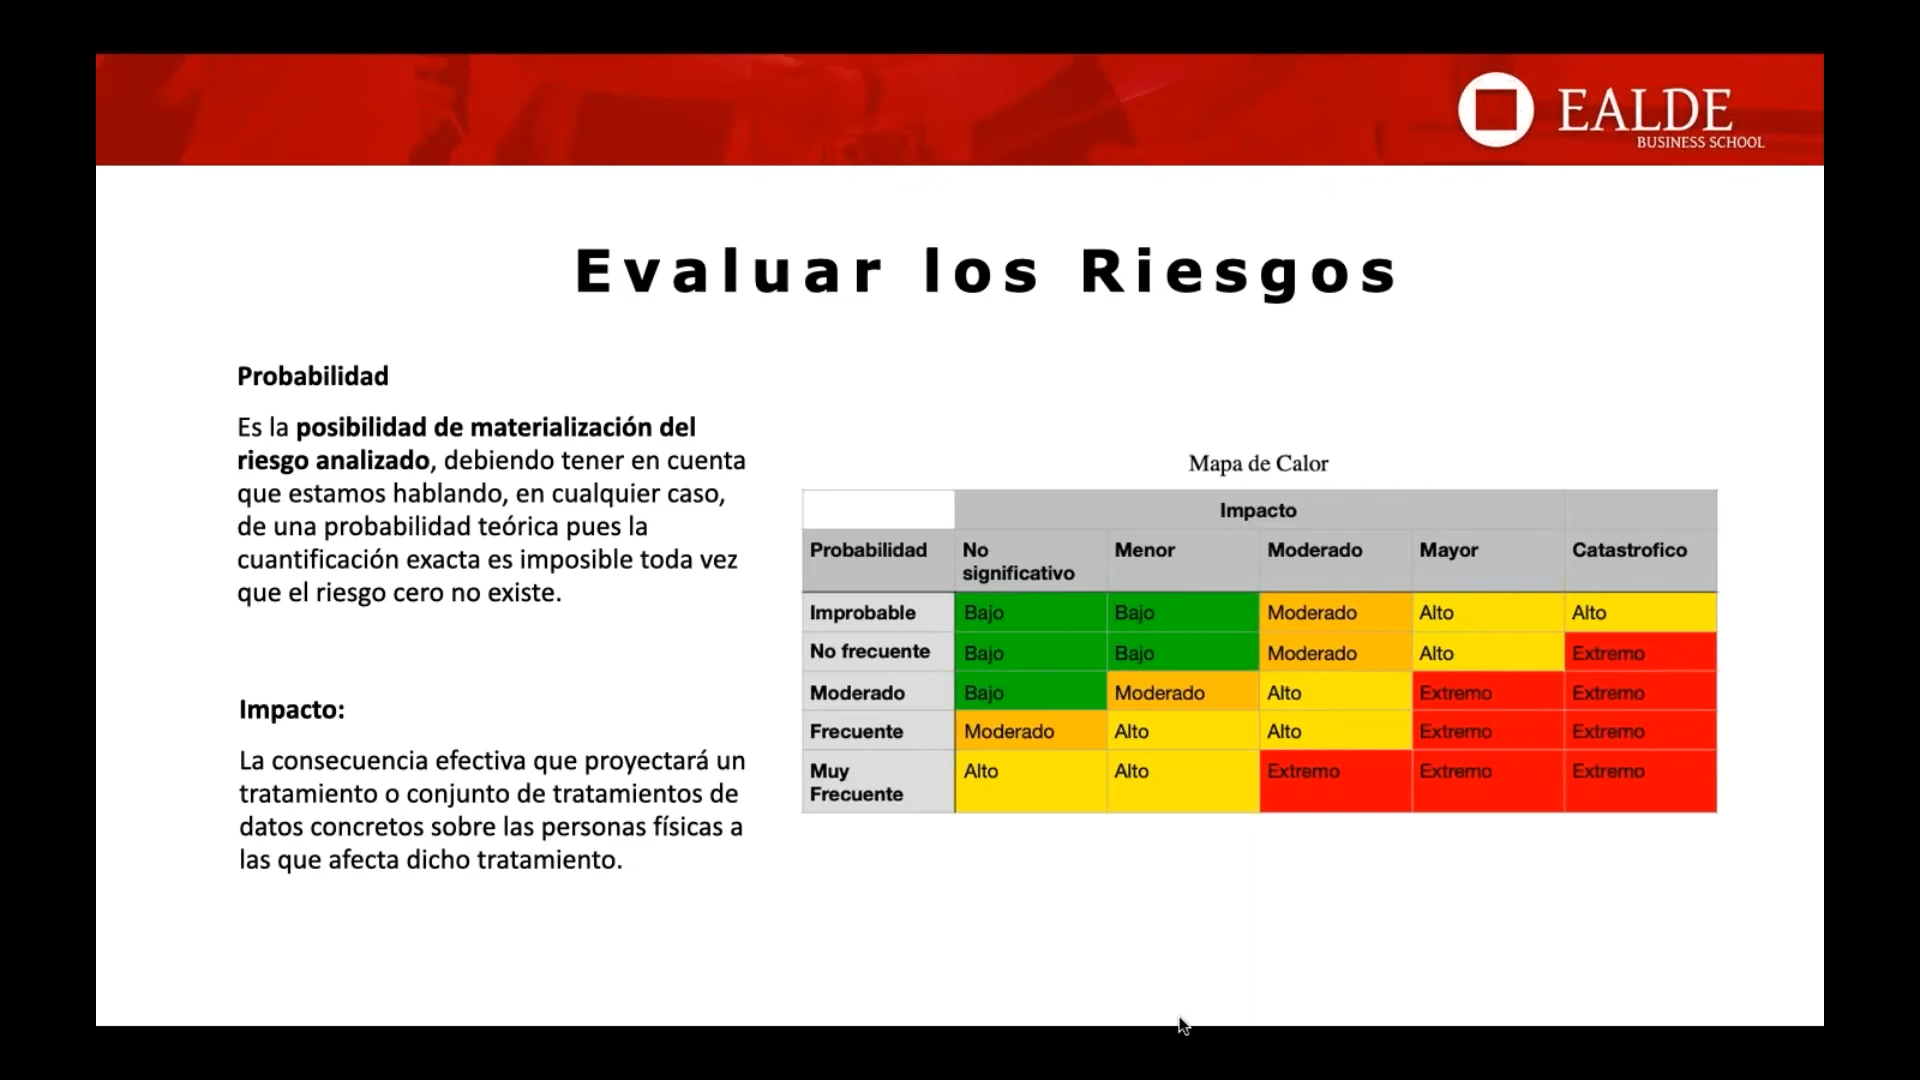 EALDE
BUSINESS SCHOOL
Evaluar los Riesgos
Probabilidad
Es la posibilidad de materialización del
riesgo analizado, debiendo tener en cuenta
que estamos hablando, en cualquier caso,
de una probabilidad teórica pues la
cuantificación exacta es imposible toda vez
que el riesgo cero no existe.
Impacto:
La consecuencia efectiva que proyectará un
tratamiento o conjunto de tratamientos de
datos concretos sobre las personas físicas a
las que afecta dicho tratamiento.
Mapa de Calor
Impacto
Probabilidad No significativo Menor Moderado Mayor Catastrofico
Improbable Bajo Bajo Moderado Alto Alto
No frecuente Bajo Bajo Moderado Alto Extremo
Moderado Bajo Moderado Alto Extremo Extremo
Frecuente Moderado Alto Alto Extremo Extremo
Muy Frecuente Alto Alto Extremo Extremo Extremo